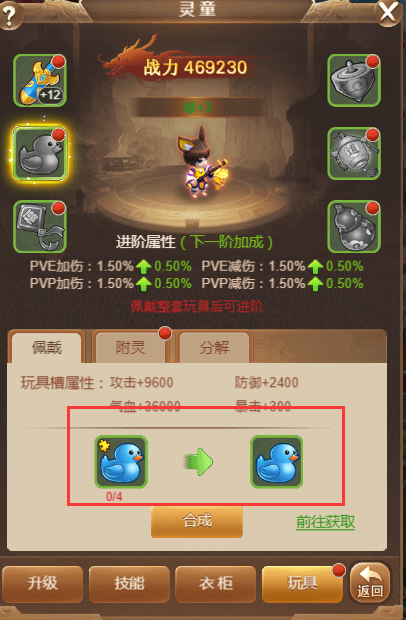 ?
灵童
战力 469230
+12
进阶属性（下一阶加成）
PVE加伤：1.50% 0.50% PVE减伤：1.50% 0.50%
PVP加伤：1.50% 0.50% PVP减伤：1.50% 0.50%
佩戴整套玩具后可进阶
佩戴 附灵 分解
玩具槽属性：攻击+9600 防御+2400
气血+36000 暴击+300
0/4
合成 前往获取
升级 技能 衣柜 玩具 返回